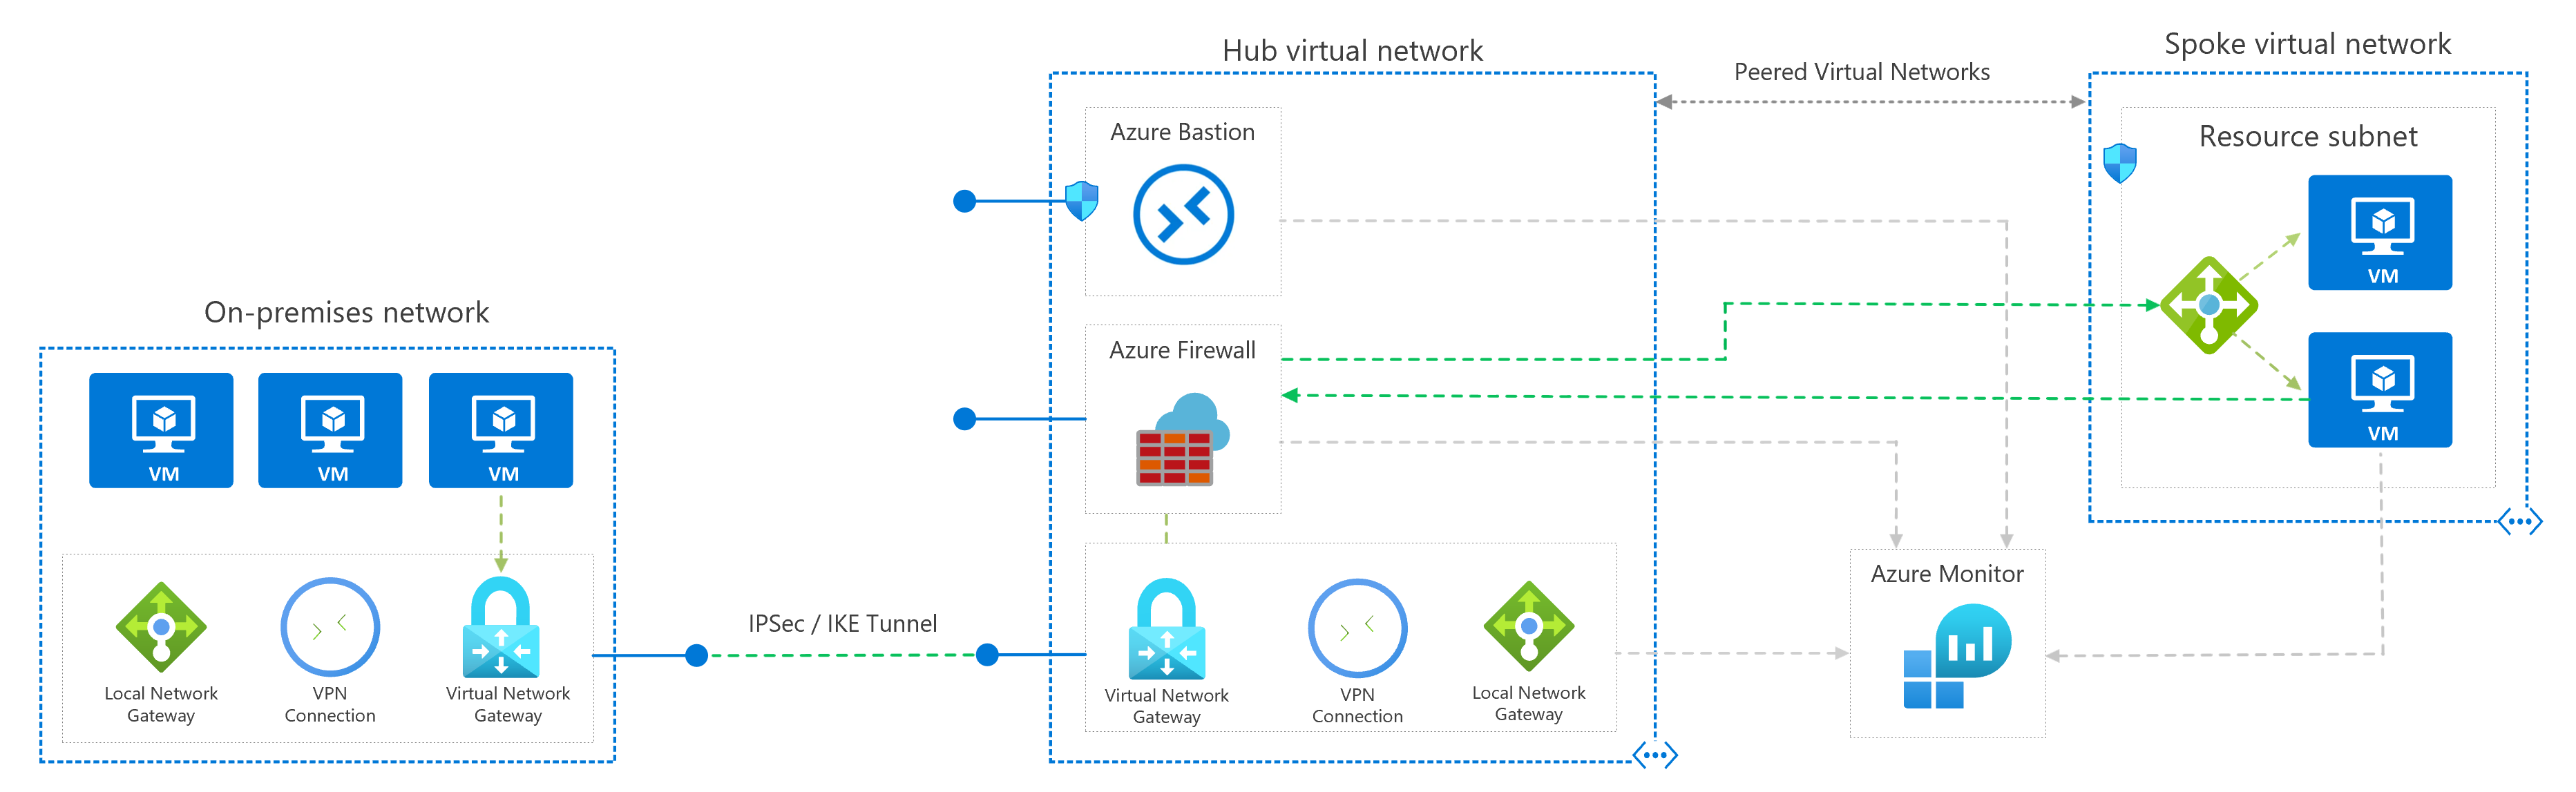 Hub virtual network
Spoke virtual network
Peered Virtual Networks
Azure Bastion
Resource subnet
VM
On-premises network
Azure Firewall
VM
VM
VM
VM
IPSec / IKE Tunnel
Azure Monitor
Local Network
Gateway
VPN
Connection
Virtual Network
Gateway
Virtual Network
Gateway
VPN
Connection
Local Network
Gateway